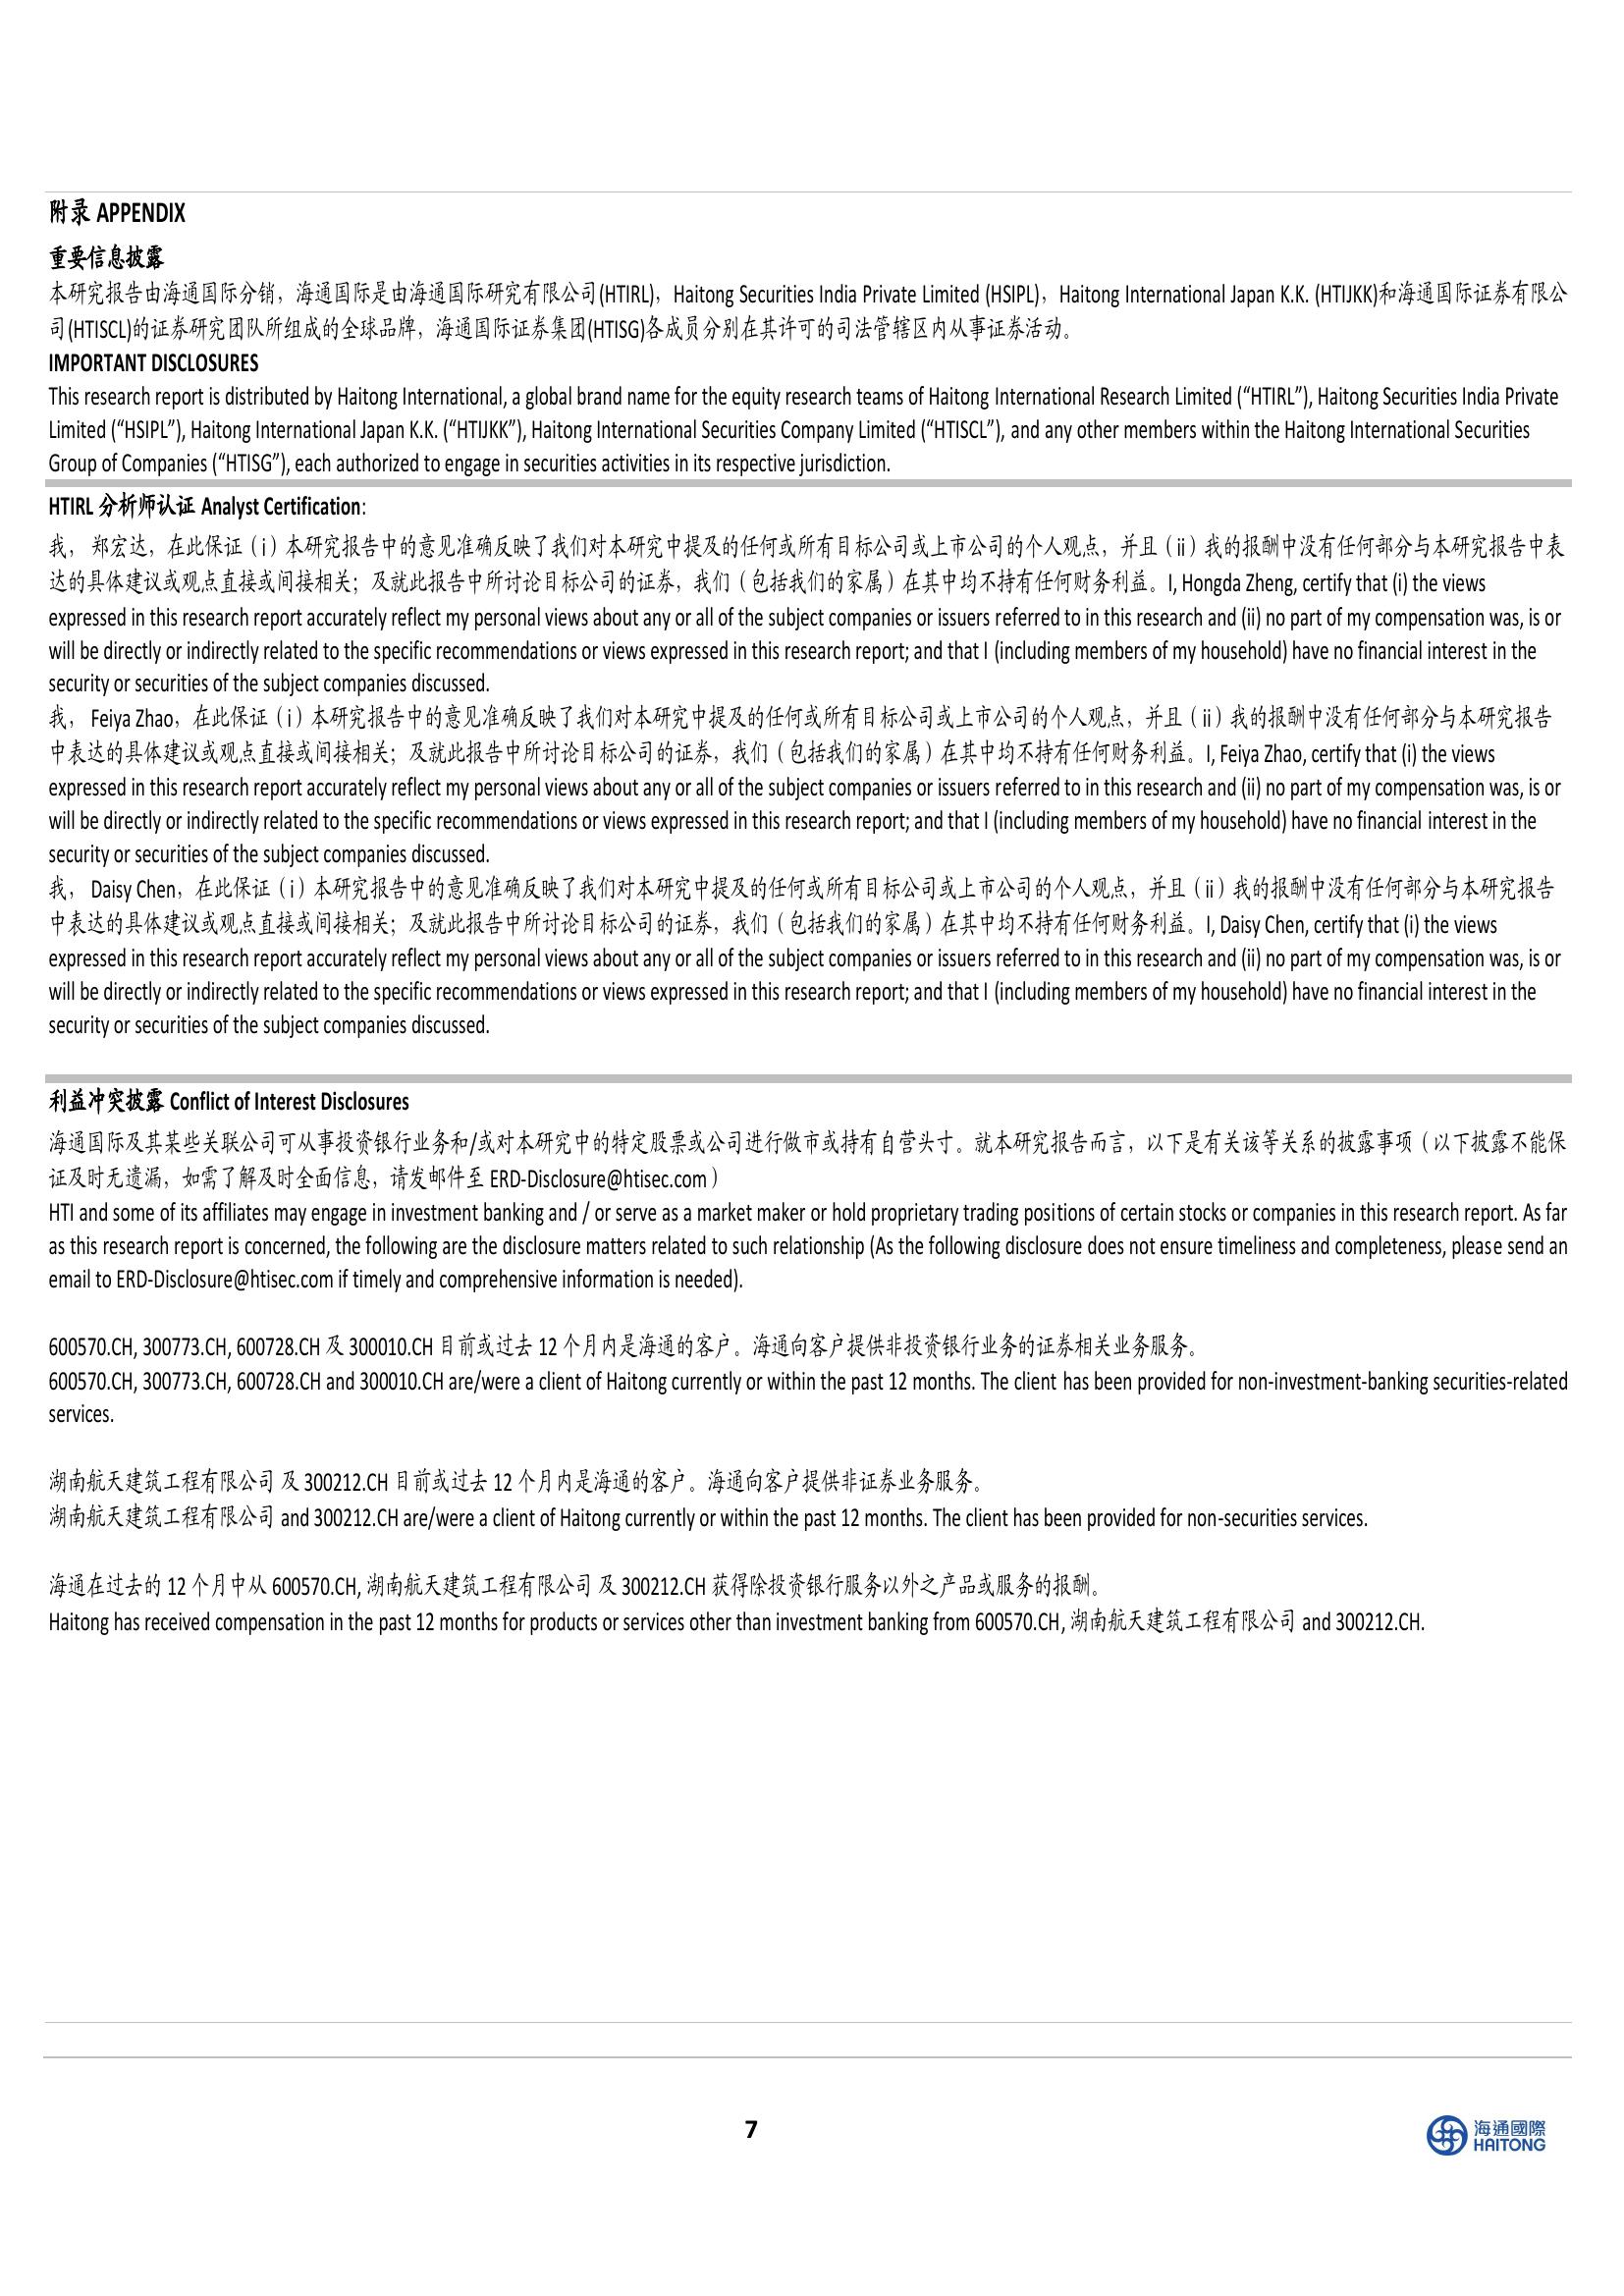 附录 APPENDIX
重要信息披露
本研究报告由海通国际分销，海通国际是由海通国际研究有限公司(HTIRL)，Haitong Securities India Private Limited (HSIPL)，Haitong International Japan K.K. (HTIJKK)和海通国际证券有限公
司(HTISCL)的证券研究团队所组成的全球品牌，海通国际证券集团(HTISG)各成员分别在其许可的司法管辖区内从事证券活动。
IMPORTANT DISCLOSURES
This research report is distributed by Haitong International, a global brand name for the equity research teams of Haitong International Research Limited (“HTIRL”), Haitong Securities India Private
Limited (“HSIPL”), Haitong International Japan K.K. (“HTIJKK”), Haitong International Securities Company Limited (“HTISCL”), and any other members within the Haitong International Securities
Group of Companies (“HTISG”), each authorized to engage in securities activities in its respective jurisdiction.
HTIRL 分析师认证 Analyst Certification:
我， 郑宏达，在此保证（i）本研究报告中的意见准确反映了我们对本研究中提及的任何或所有目标公司或上市公司的个人观点，并且（ii）我的报酬中没有任何部分与本研究报告中表
达的具体建议或观点直接或间接相关；及就此报告中所讨论目标公司的证券，我们（包括我们的家属）在其中均不持有任何财务利益。I, Hongda Zheng, certify that (i) the views
expressed in this research report accurately reflect my personal views about any or all of the subject companies or issuers referred to in this research and (ii) no part of my compensation was, is or
will be directly or indirectly related to the specific recommendations or views expressed in this research report; and that I (including members of my household) have no financial interest in the
security or securities of the subject companies discussed.
我， Feiya Zhao，在此保证（i）本研究报告中的意见准确反映了我们对本研究中提及的任何或所有目标公司或上市公司的个人观点，并且（ii）我的报酬中没有任何部分与本研究报告
中表达的具体建议或观点直接或间接相关；及就此报告中所讨论目标公司的证券，我们（包括我们的家属）在其中均不持有任何财务利益。I, Feiya Zhao, certify that (i) the views
expressed in this research report accurately reflect my personal views about any or all of the subject companies or issuers referred to in this research and (ii) no part of my compensation was, is or
will be directly or indirectly related to the specific recommendations or views expressed in this research report; and that I (including members of my household) have no financial interest in the
security or securities of the subject companies discussed.
我， Daisy Chen，在此保证（i）本研究报告中的意见准确反映了我们对本研究中提及的任何或所有目标公司或上市公司的个人观点，并且（ii）我的报酬中没有任何部分与本研究报告
中表达的具体建议或观点直接或间接相关；及就此报告中所讨论目标公司的证券，我们（包括我们的家属）在其中均不持有任何财务利益。I, Daisy Chen, certify that (i) the views
expressed in this research report accurately reflect my personal views about any or all of the subject companies or issuers referred to in this research and (ii) no part of my compensation was, is or
will be directly or indirectly related to the specific recommendations or views expressed in this research report; and that I (including members of my household) have no financial interest in the
security or securities of the subject companies discussed.
利益冲突披露 Conflict of Interest Disclosures
海通国际及其某些关联公司可从事投资银行业务和/或对本研究中的特定股票或公司进行做市或持有自营头寸。就本研究报告而言，以下是有关该等关系的披露事项（以下披露不能保
证及时无遗漏，如需了解及时全面信息，请发邮件至 ERD-Disclosure@htisec.com）
HTI and some of its affiliates may engage in investment banking and / or serve as a market maker or hold proprietary trading positions of certain stocks or companies in this research report. As far
as this research report is concerned, the following are the disclosure matters related to such relationship (As the following disclosure does not ensure timeliness and completeness, please send an
email to ERD-Disclosure@htisec.com if timely and comprehensive information is needed).
600570.CH, 300773.CH, 600728.CH 及 300010.CH 目前或过去 12 个月内是海通的客户。海通向客户提供非投资银行业务的证券相关业务服务。
600570.CH, 300773.CH, 600728.CH and 300010.CH are/were a client of Haitong currently or within the past 12 months. The client has been provided for non-investment-banking securities-related
services.
湖南航天建筑工程有限公司 及 300212.CH 目前或过去 12 个月内是海通的客户。海通向客户提供非证券业务服务。
湖南航天建筑工程有限公司 and 300212.CH are/were a client of Haitong currently or within the past 12 months. The client has been provided for non-securities services.
海通在过去的 12 个月中从 600570.CH, 湖南航天建筑工程有限公司 及 300212.CH 获得除投资银行服务以外之产品或服务的报酬。
Haitong has received compensation in the past 12 months for products or services other than investment banking from 600570.CH, 湖南航天建筑工程有限公司 and 300212.CH.
7
海通國際
HAITONG